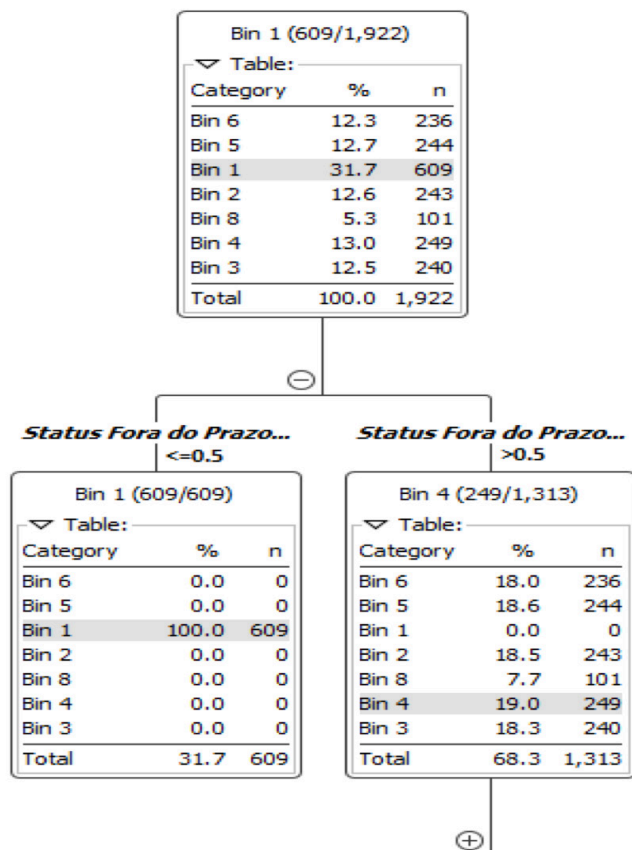 Bin 1 (609/1,922)
Table:
Category % n
Bin 6 12.3 236
Bin 5 12.7 244
Bin 1 31.7 609
Bin 2 12.6 243
Bin 8 5.3 101
Bin 4 13.0 249
Bin 3 12.5 240
Total 100.0 1,922
Status Fora do Prazo...
<=0.5
Bin 1 (609/609)
Table:
Category % n
Bin 6 0.0 0
Bin 5 0.0 0
Bin 1 100.0 609
Bin 2 0.0 0
Bin 8 0.0 0
Bin 4 0.0 0
Bin 3 0.0 0
Total 31.7 609
Status Fora do Prazo...
>0.5
Bin 4 (249/1,313)
Table:
Category % n
Bin 6 18.0 236
Bin 5 18.6 244
Bin 1 0.0 0
Bin 2 18.5 243
Bin 8 7.7 101
Bin 4 19.0 249
Bin 3 18.3 240
Total 68.3 1,313